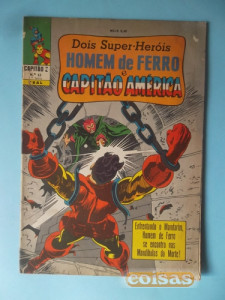 Dois Super-Heróis
HOMEM de FERRO
e
CAPITÃO AMÉRICA
CAPITÃO Z
Enfrentando o Mandarim,
Homem de Ferro
se encontra nas
Mandíbulas da Morte!
coisas